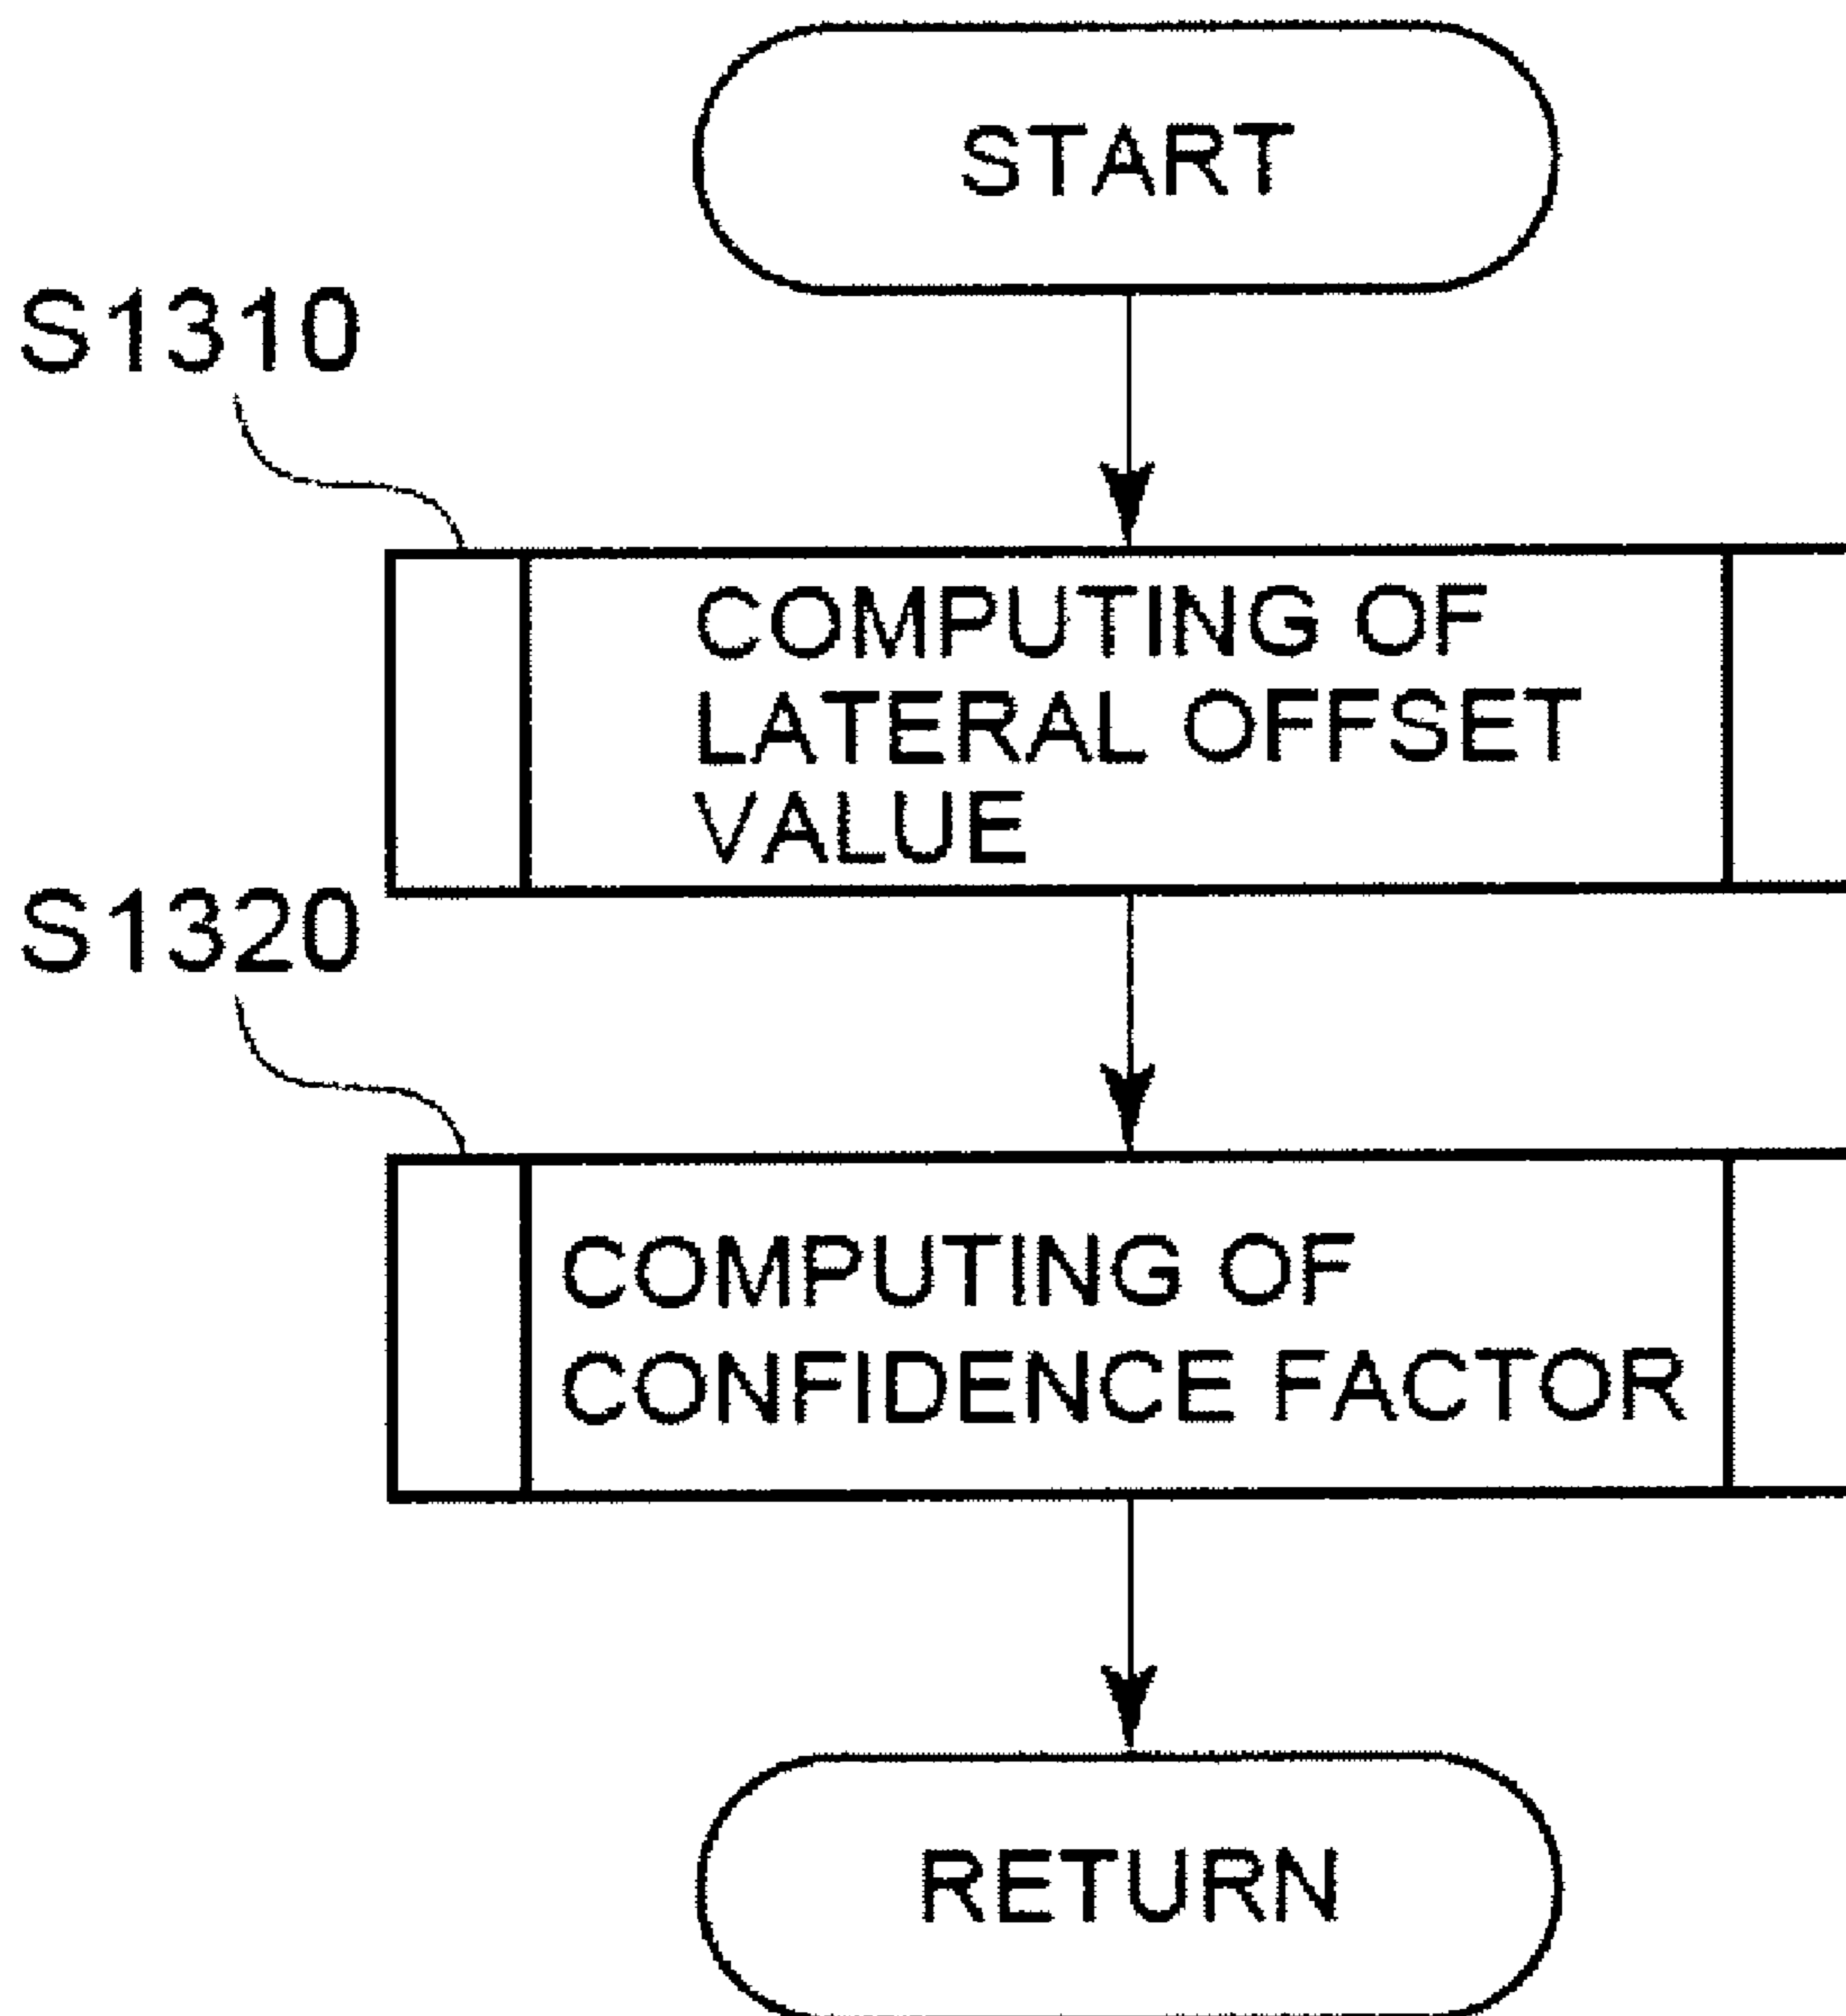 START
S1310
COMPUTING OF
LATERAL OFFSET
VALUE
S1320
COMPUTING OF
CONFIDENCE FACTOR
RETURN